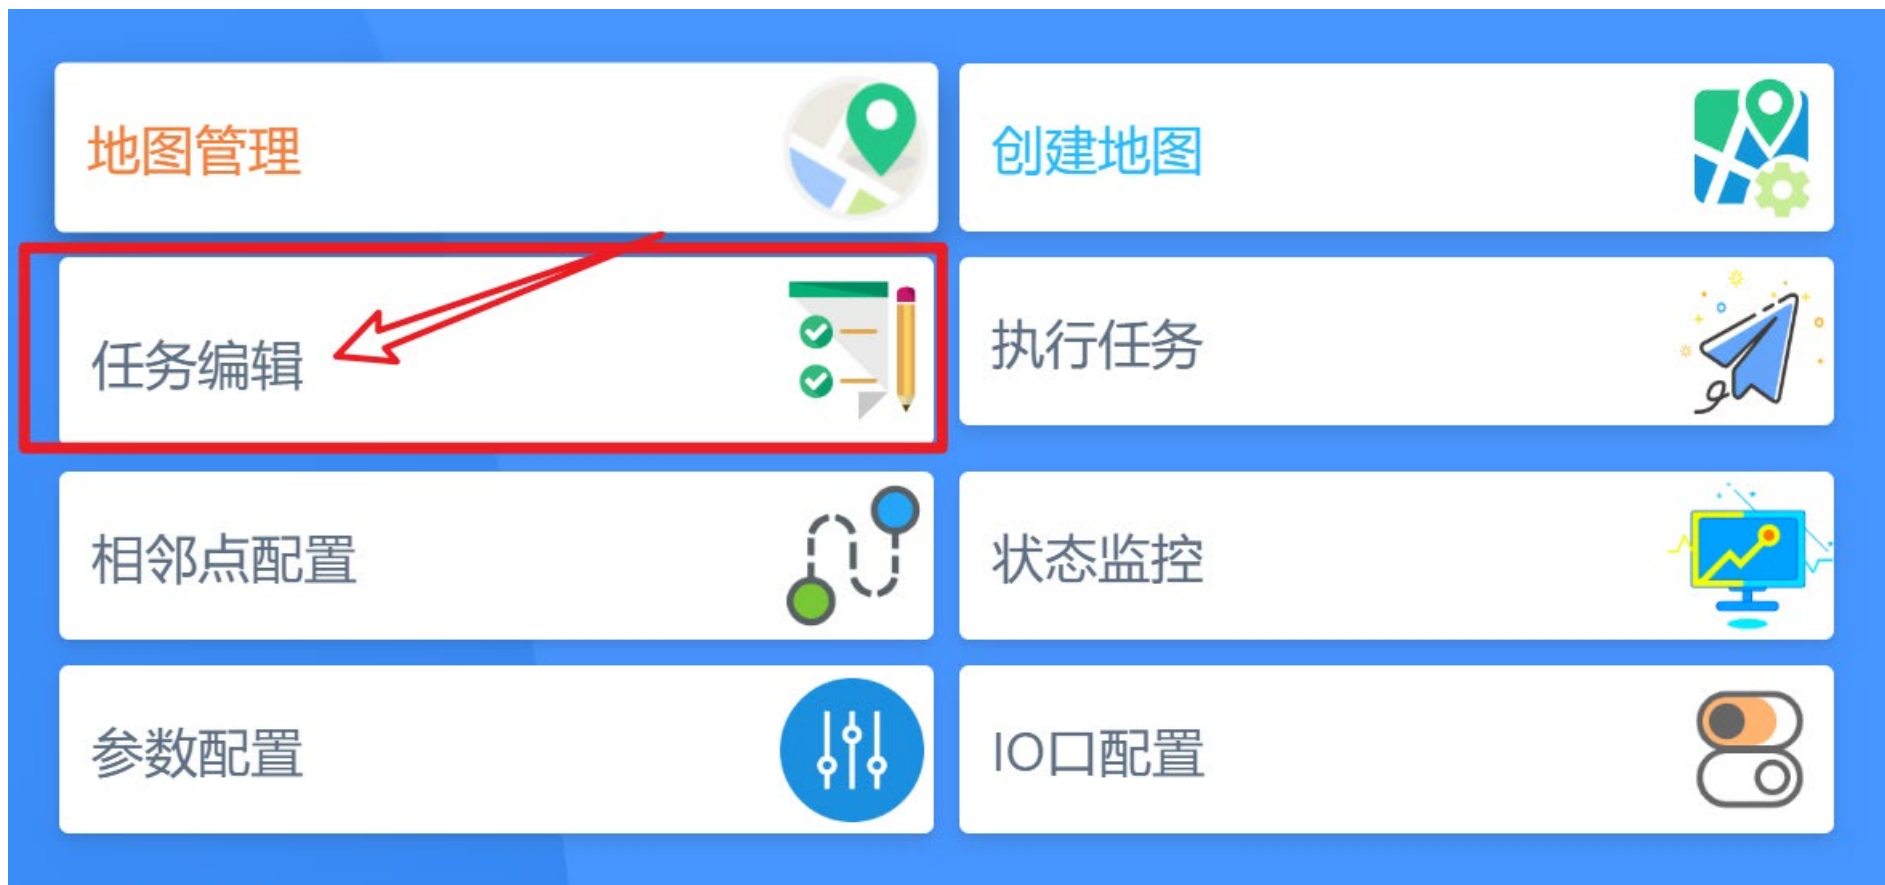 地图管理
创建地图
任务编辑
执行任务
相邻点配置
状态监控
参数配置
IO口配置